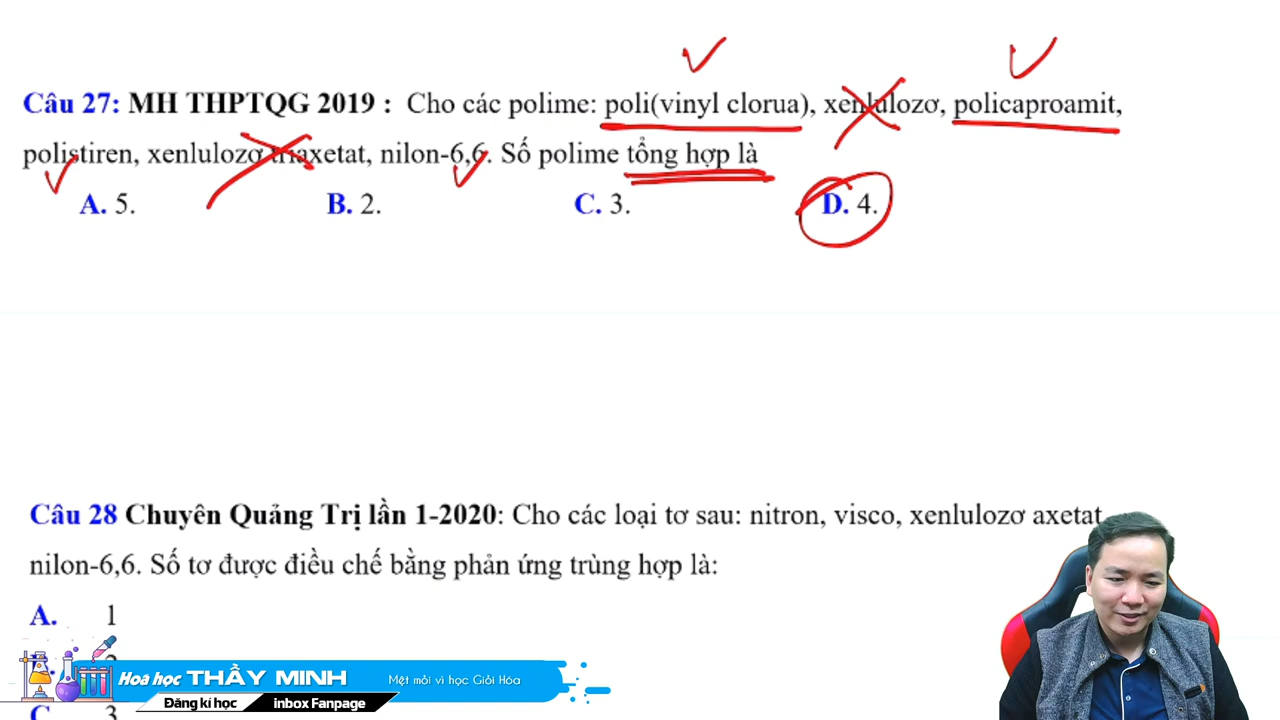 Câu 27: MH THPTQG 2019 : Cho các polime: poli(vinyl clorua), xenlulozơ, policaproamit,
polistiren, xenlulozơ triaxetat, nilon-6,6. Số polime tổng hợp là
A. 5. B. 2. C. 3. D. 4.
Câu 28 Chuyên Quảng Trị lần 1-2020: Cho các loại tơ sau: nitron, visco, xenlulozơ axetat
nilon-6,6. Số tơ được điều chế bằng phản ứng trùng hợp là:
A. 1
Hoá học THẦY MINH Mệt mỏi vì học Giỏi Hóa
Đăng kí học inbox Fanpage
C. 3